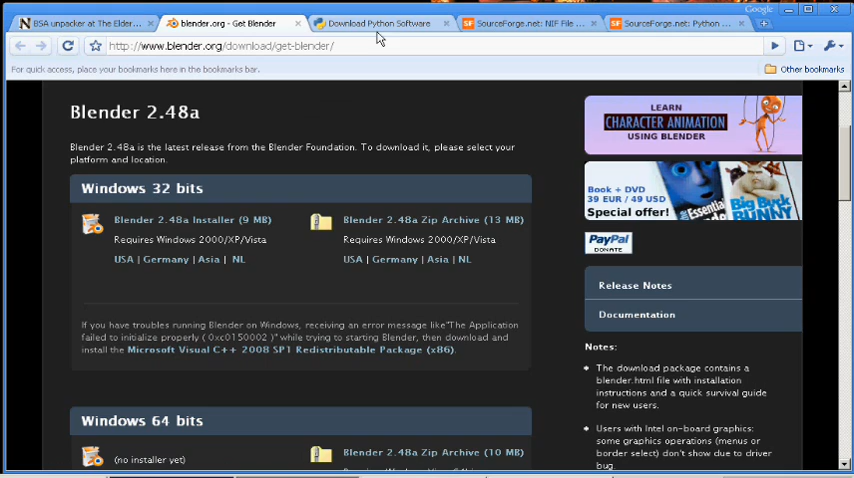 Google
BSA unpacker at The Elder...
blender.org - Get Blender
Download Python Software
SourceForge.net: NIF File ...
SourceForge.net: Python ...
http://www.blender.org/download/get-blender/
For quick access, place your bookmarks here in the bookmarks bar.
Other bookmarks
Blender 2.48a
Blender 2.48a is the latest release from the Blender Foundation. To download it, please select your
platform and location.
Windows 32 bits
Blender 2.48a Installer (9 MB)
Requires Windows 2000/XP/Vista
USA | Germany | Asia | NL
Blender 2.48a Zip Archive (13 MB)
Requires Windows 2000/XP/Vista
USA | Germany | Asia | NL
If you have troubles running Blender on Windows, receiving an error message like"The Application
failed to initialize properly ( 0xc0150002 )" while trying to starting Blender, then download and
install the Microsoft Visual C++ 2008 SP1 Redistributable Package (x86).
Windows 64 bits
(no installer yet)
Blender 2.48a Zip Archive (10 MB)
LEARN
CHARACTER ANIMATION
USING BLENDER
Book + DVD
39 EUR / 49 USD
Special offer!
Essential
BIG BUCK
BUNNY
PayPal
DONATE
Release Notes
Documentation
Notes:
The download package contains a
blender.html file with installation
instructions and a quick survival guide
for new users.
Users with Intel on-board graphics:
some graphics operations (menus or
border select) don't show due to driver
bug